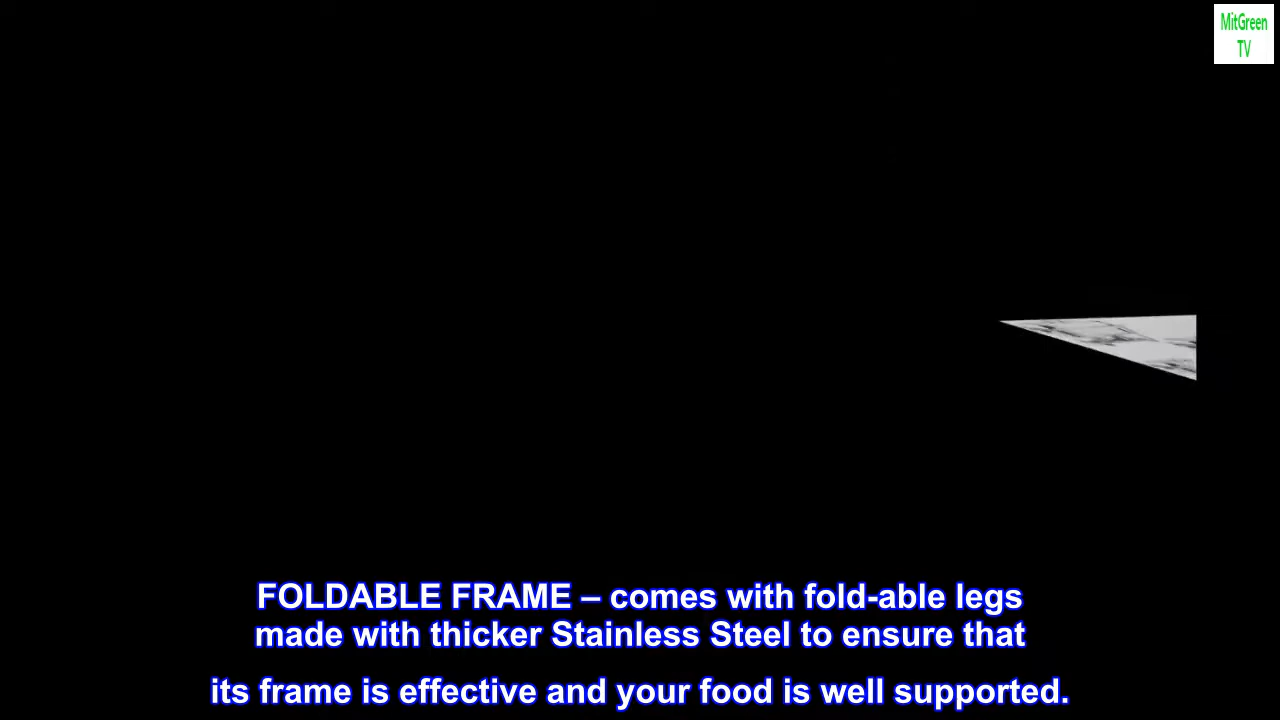 MitGreen
TV
FOLDABLE FRAME – comes with fold-able legs
made with thicker Stainless Steel to ensure that
its frame is effective and your food is well supported.